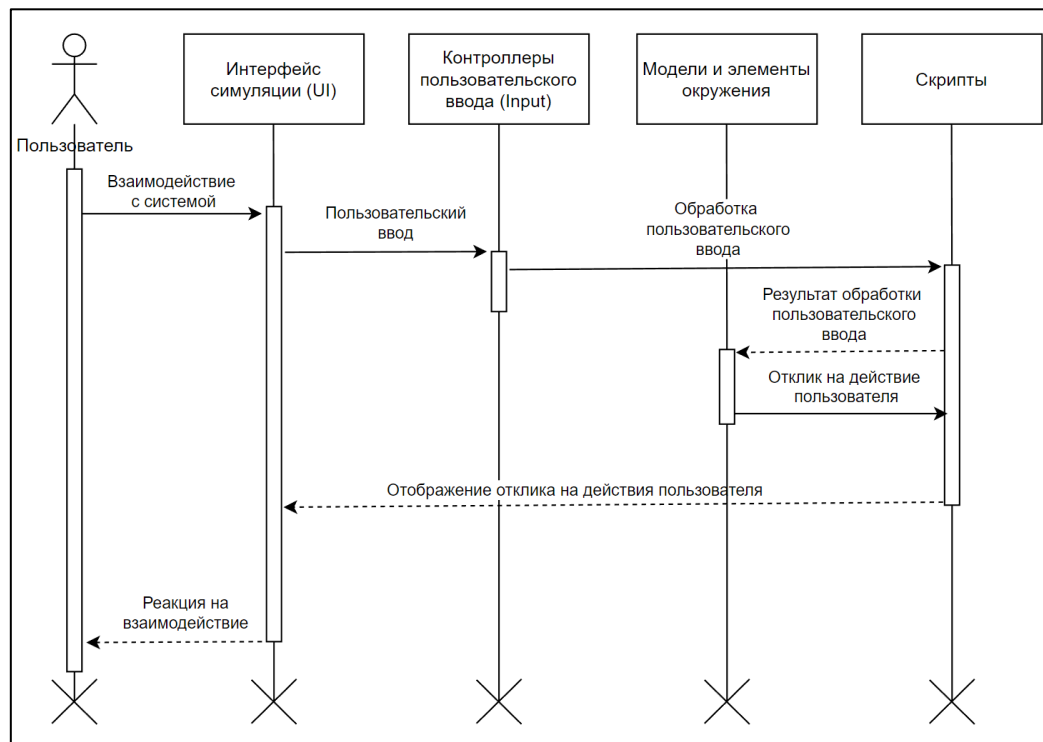 Интерфейс
симуляции (UI)
Контроллеры
пользовательского
ввода (Input)
Модели и элементы
окружения
Скрипты
Пользователь
Взаимодействие
с системой
Пользовательский
ввод
Обработка
пользовательского
ввода
Результат обработки
пользовательского
ввода
Отклик на действие
пользователя
Отображение отклика на действия пользователя
Реакция на
взаимодействие